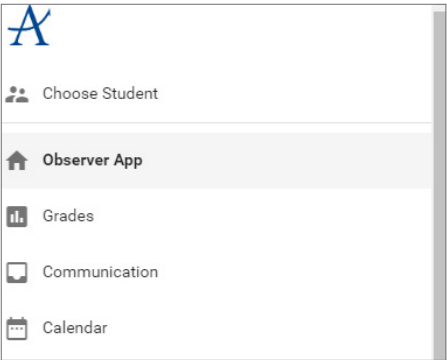 A
Choose Student
Observer App
Grades
Communication
Calendar